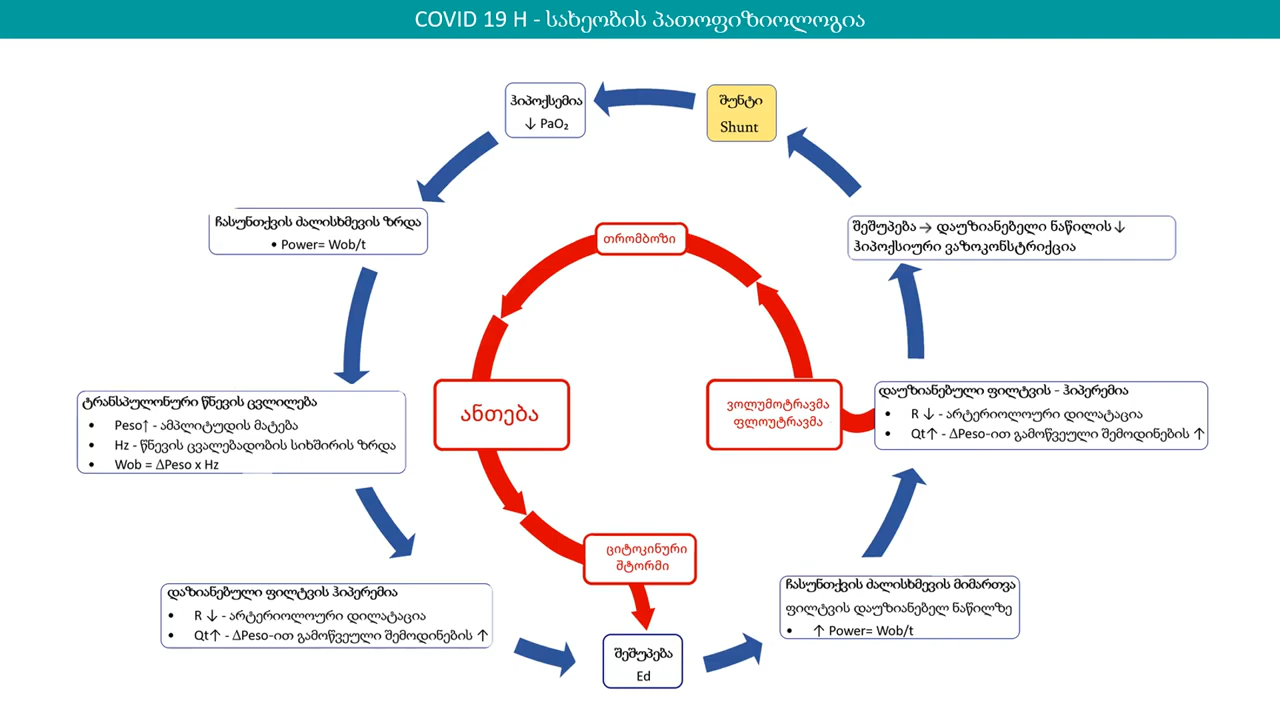 COVID 19 H - სახეობის პათოფიზიოლოგია
შუნტი
Shunt
ჰიპოქსემია
↓ PaO₂
ჩასუნთქვის ძალისხმევის ზრდა
• Power= Wob/t
ტრანსპულონური წნევის ცვლილება
• Peso↑ - ამპლიტუდის მატება
• Hz - წნევის ცვალებადობის სიხშირის ზრდა
• Wob = ΔPeso x Hz
დაზიანებული ფილტვის ჰიპერემია
• R ↓ - არტერიოლოური დილატაცია
• Qt↑ - ΔPeso-ით გამოწვეული შემოდინების ↑
შეშუპება
Ed
ჩასუნთქვის ძალისხმევის მიმართვა
ფილტვის დაუზიანებელ ნაწილზე
• ↑ Power= Wob/t
დაუზიანებული ფილტვის - ჰიპერემია
• R ↓ - არტერიოლოური დილატაცია
• Qt↑ - ΔPeso-ით გამოწვეული შემოდინების ↑
შეშუპება → დაუზიანებელი ნაწილის ↓
ჰიპოქსიური ვაზოკონსტრიქცია
თრომბოზი
ანთება
ვოლუმოტრავმა
ფლოუტრავმა
ციტოკინური
შტორმი